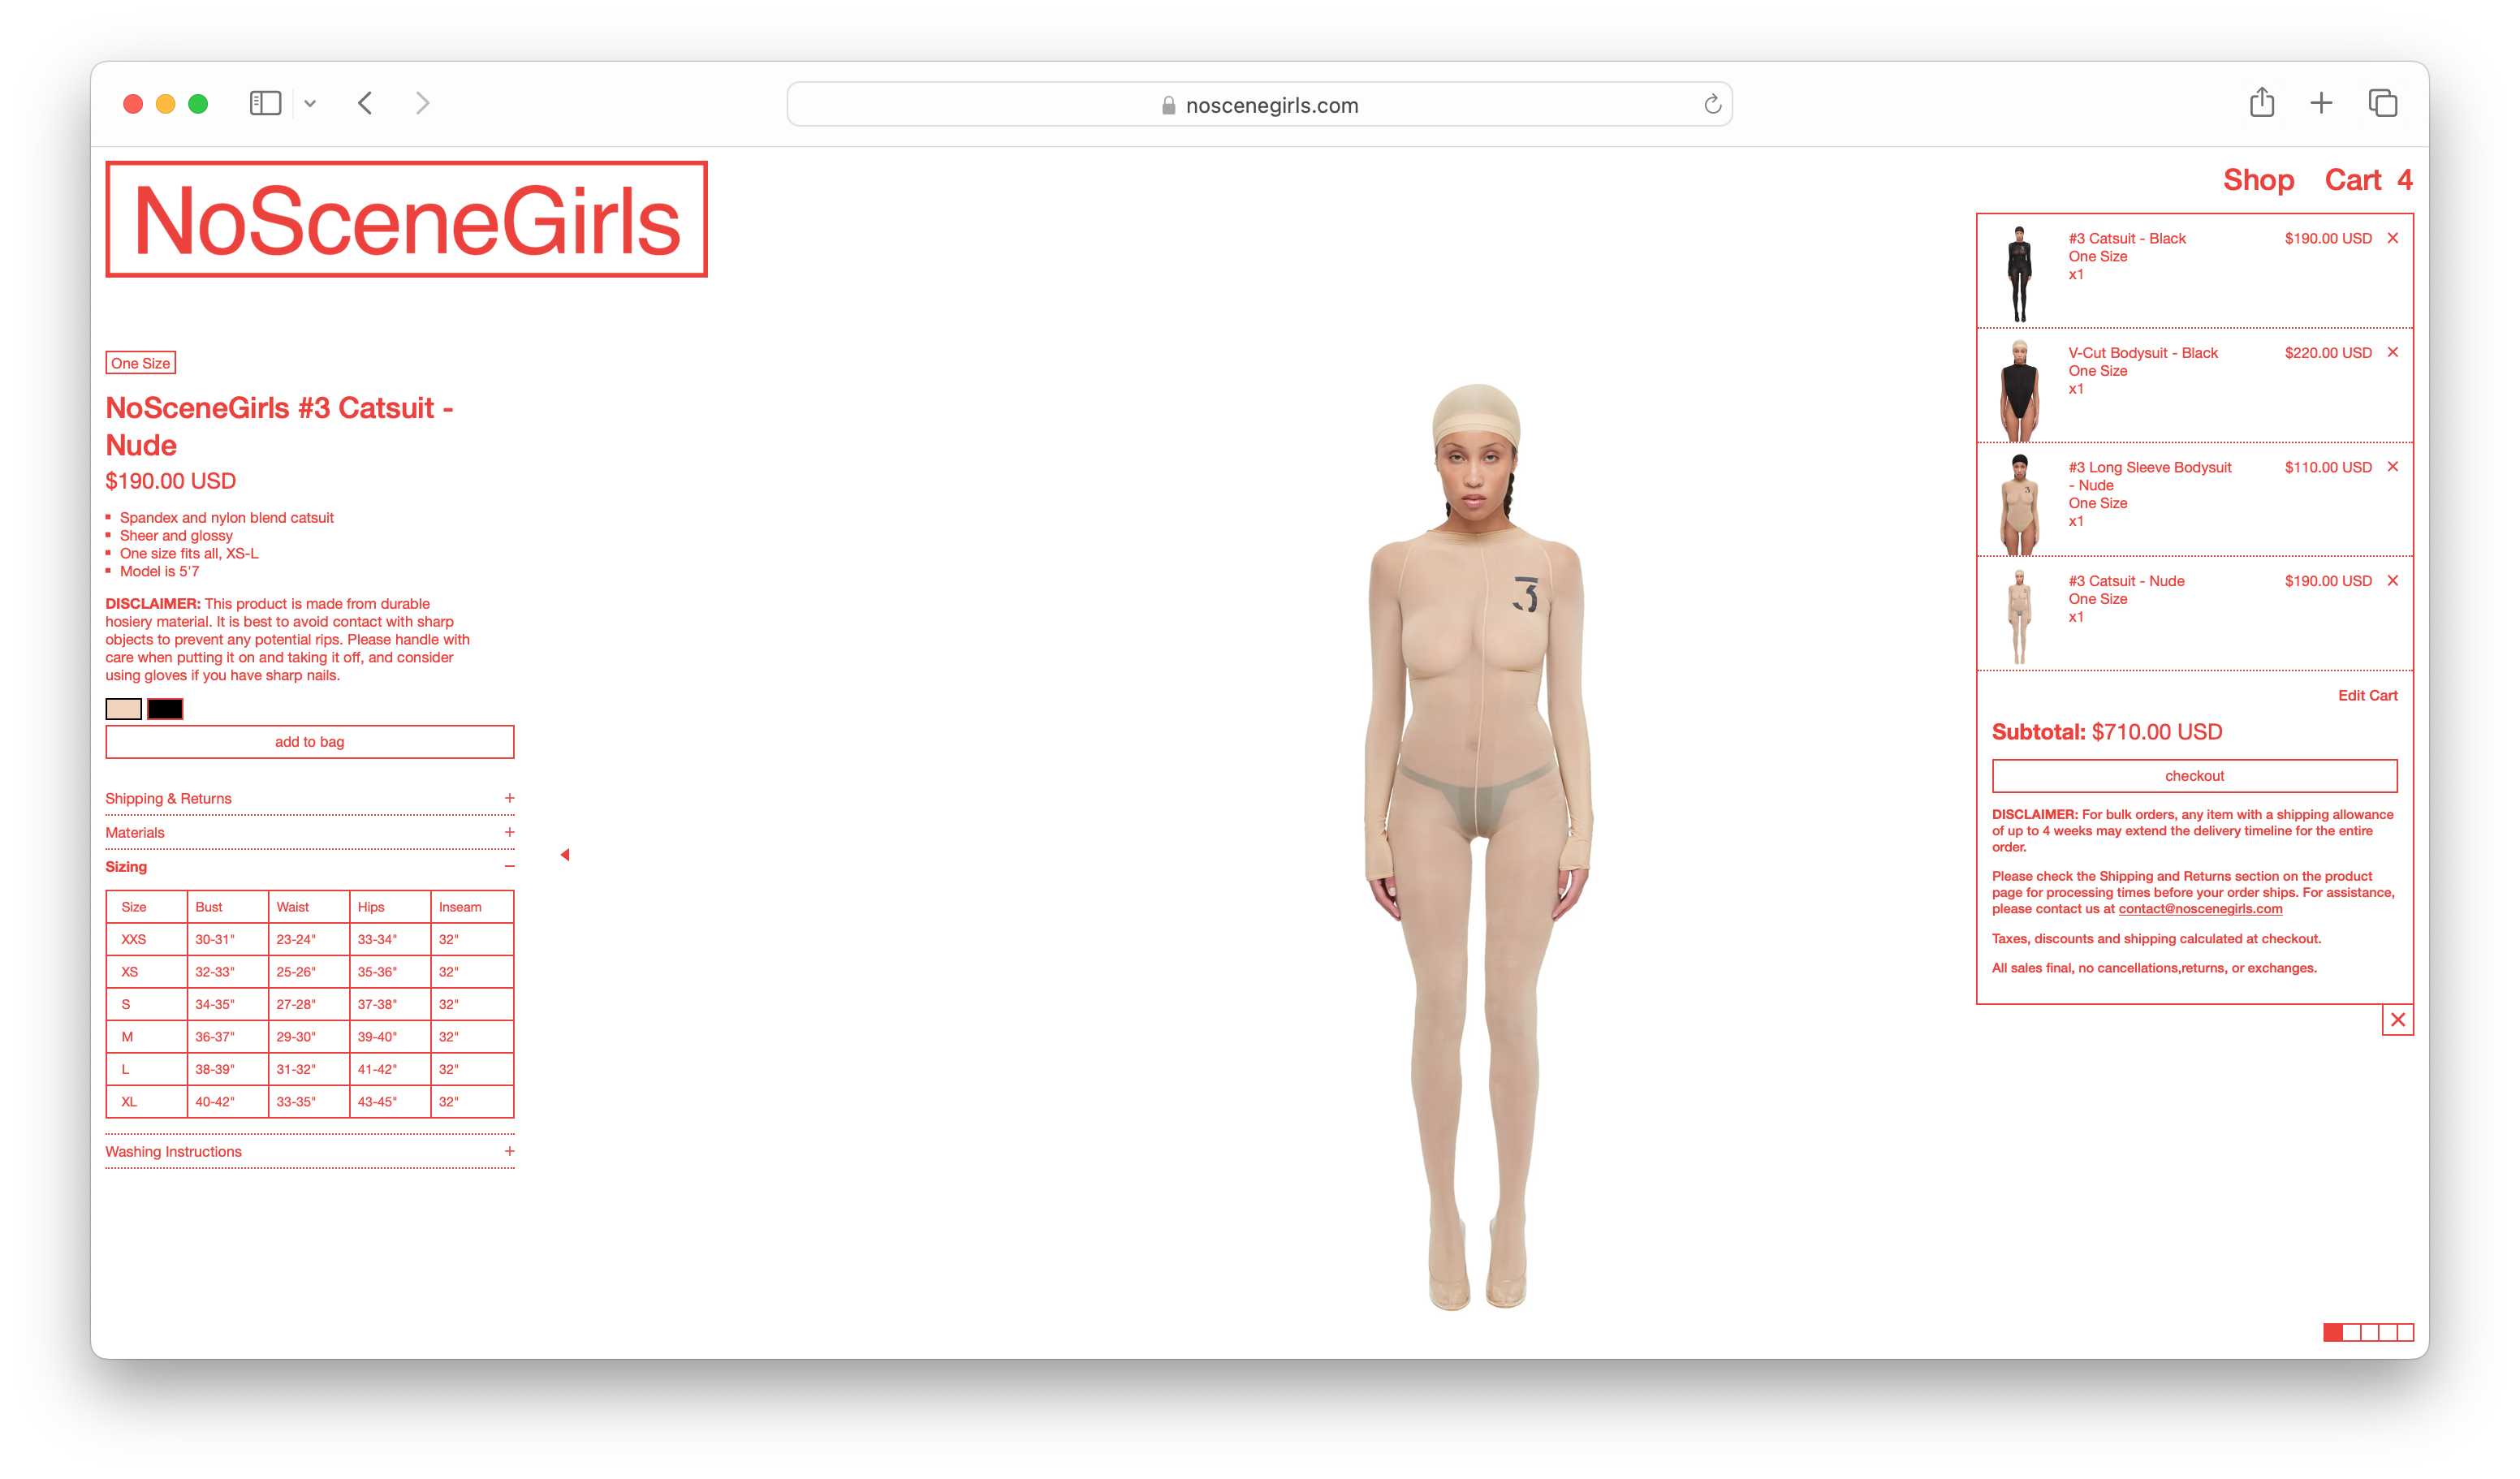 noscenegirls.com
NoSceneGirls
Shop Cart 4
One Size
NoSceneGirls #3 Catsuit -
Nude
$190.00 USD
Spandex and nylon blend catsuit
Sheer and glossy
One size fits all, XS-L
Model is 5'7
DISCLAIMER: This product is made from durable
hosiery material. It is best to avoid contact with sharp
objects to prevent any potential rips. Please handle with
care when putting it on and taking it off, and consider
using gloves if you have sharp nails.
add to bag
Shipping & Returns +
Materials +
Sizing −
Size Bust Waist Hips Inseam
XXS 30-31" 23-24" 33-34" 32"
XS 32-33" 25-26" 35-36" 32"
S 34-35" 27-28" 37-38" 32"
M 36-37" 29-30" 39-40" 32"
L 38-39" 31-32" 41-42" 32"
XL 40-42" 33-35" 43-45" 32"
Washing Instructions +
3
#3 Catsuit - Black $190.00 USD ×
One Size
x1
V-Cut Bodysuit - Black $220.00 USD ×
One Size
x1
#3 Long Sleeve Bodysuit $110.00 USD ×
- Nude
One Size
x1
#3 Catsuit - Nude $190.00 USD ×
One Size
x1
Edit Cart
Subtotal: $710.00 USD
checkout
DISCLAIMER: For bulk orders, any item with a shipping allowance
of up to 4 weeks may extend the delivery timeline for the entire
order.
Please check the Shipping and Returns section on the product
page for processing times before your order ships. For assistance,
please contact us at contact@noscenegirls.com
Taxes, discounts and shipping calculated at checkout.
All sales final, no cancellations,returns, or exchanges.